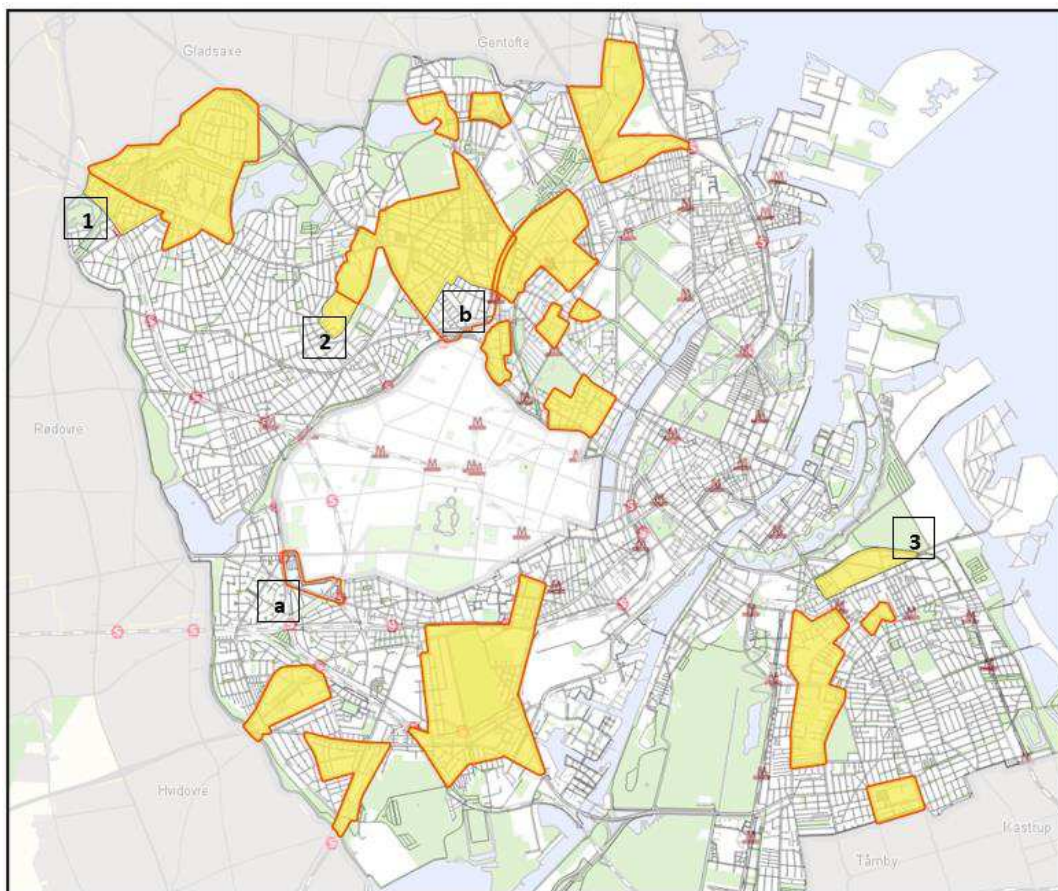 Gentofte
Gladsaxe
1
b
2
Rødovre
3
a
Hvidovre
Kastrup
Tårnby